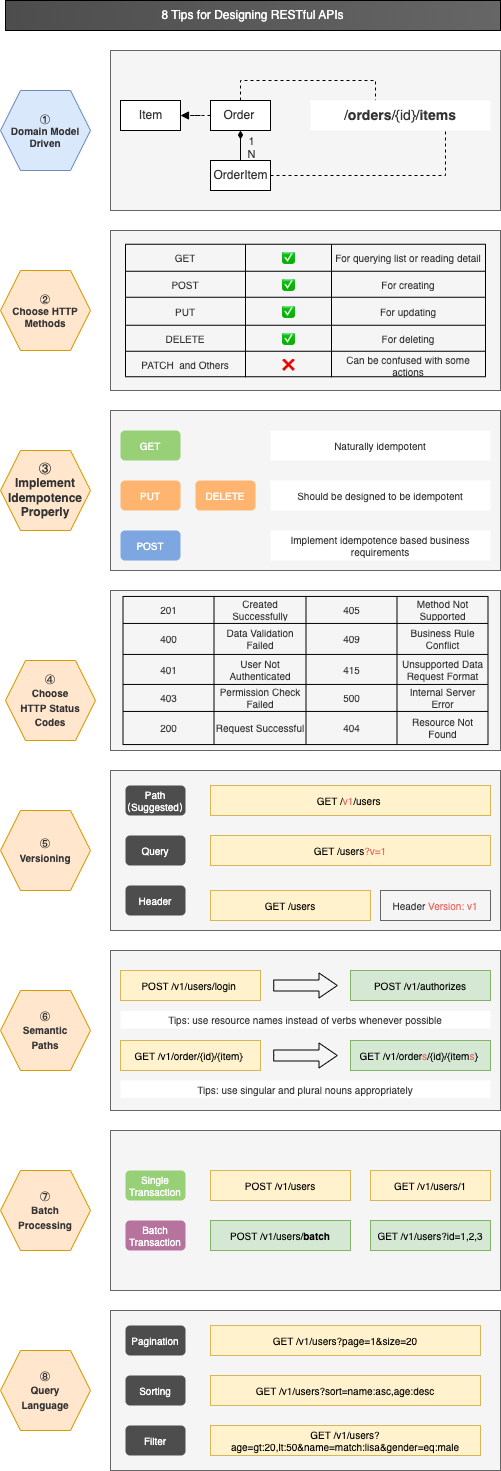 8 Tips for Designing RESTful APIs
①
Domain Model
Driven
Item
Order
/orders/{id}/items
1
N
OrderItem
②
Choose HTTP
Methods
GET ✅ For querying list or reading detail
POST ✅ For creating
PUT ✅ For updating
DELETE ✅ For deleting
PATCH and Others ❌ Can be confused with some
actions
③
Implement
Idempotence
Properly
GET
Naturally idempotent
PUT
DELETE
Should be designed to be idempotent
POST
Implement idempotence based business
requirements
④
Choose
HTTP Status
Codes
201
Created
Successfully
405
Method Not
Supported
400
Data Validation
Failed
409
Business Rule
Conflict
401
User Not
Authenticated
415
Unsupported Data
Request Format
403
Permission Check
Failed
500
Internal Server
Error
200
Request Successful
404
Resource Not
Found
⑤
Versioning
Path
(Suggested)
GET /v1/users
Query
GET /users?v=1
Header
GET /users
Header Version: v1
⑥
Semantic
Paths
POST /v1/users/login
POST /v1/authorizes
Tips: use resource names instead of verbs whenever possible
GET /v1/order/{id}/{item}
GET /v1/orders/{id}/{items}
Tips: use singular and plural nouns appropriately
⑦
Batch
Processing
Single
Transaction
POST /v1/users
GET /v1/users/1
Batch
Transaction
POST /v1/users/batch
GET /v1/users?id=1,2,3
⑧
Query
Language
Pagination
GET /v1/users?page=1&size=20
Sorting
GET /v1/users?sort=name:asc,age:desc
Filter
GET /v1/users?
age=gt:20,lt:50&name=match:lisa&gender=eq:male